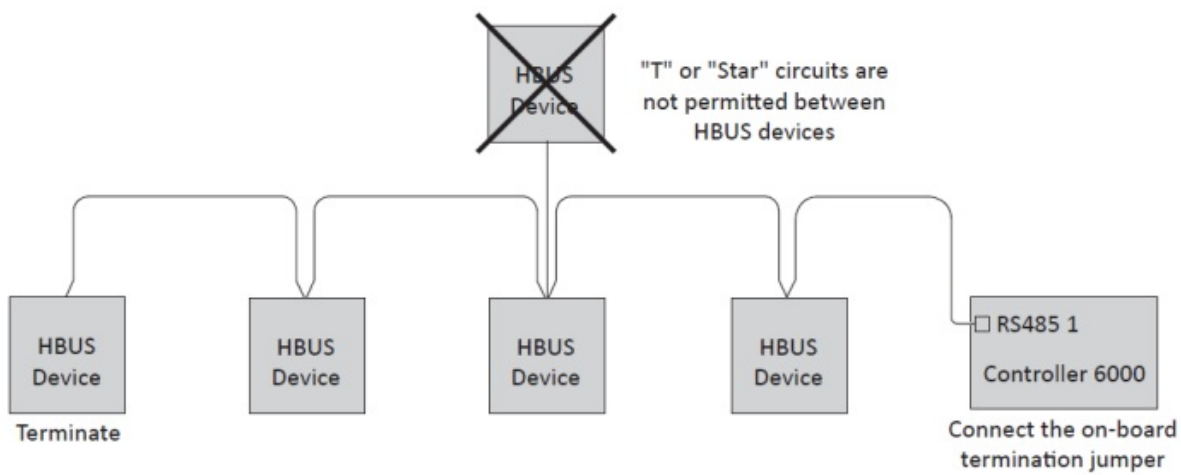 HBUS
Device
"T" or "Star" circuits are
not permitted between
HBUS devices
HBUS
Device
Terminate
HBUS
Device
HBUS
Device
HBUS
Device
RS485 1
Controller 6000
Connect the on-board
termination jumper